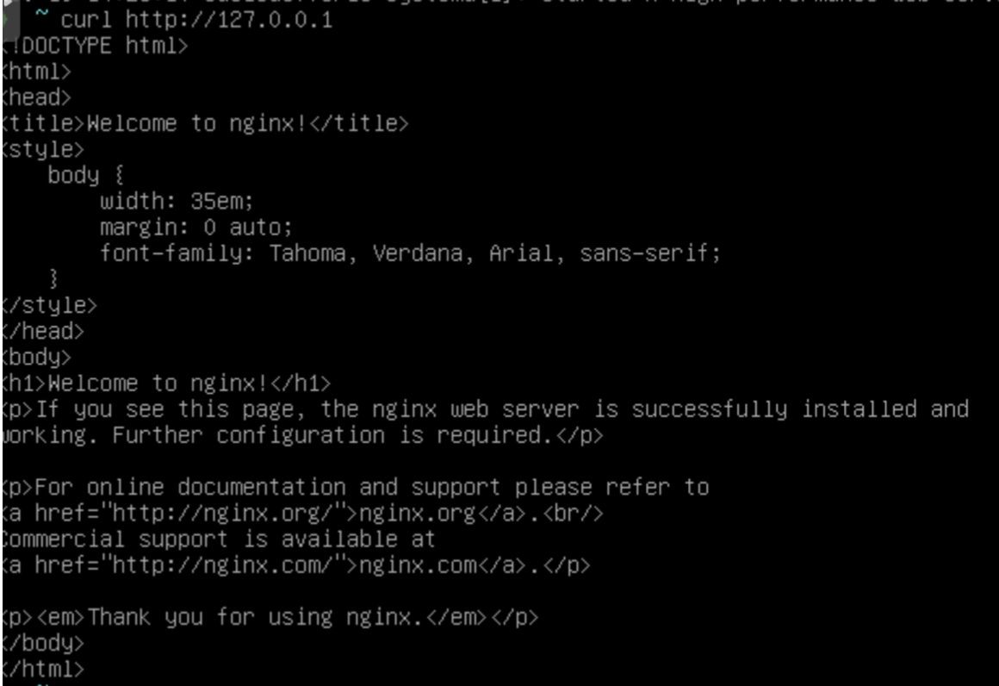 ~ curl http://127.0.0.1
<!DOCTYPE html>
<html>
<head>
<title>Welcome to nginx!</title>
<style>
    body {
        width: 35em;
        margin: 0 auto;
        font-family: Tahoma, Verdana, Arial, sans-serif;
    }
</style>
</head>
<body>
<h1>Welcome to nginx!</h1>
<p>If you see this page, the nginx web server is successfully installed and
working. Further configuration is required.</p>

<p>For online documentation and support please refer to
<a href="http://nginx.org/">nginx.org</a>.<br/>
Commercial support is available at
<a href="http://nginx.com/">nginx.com</a>.</p>

<p><em>Thank you for using nginx.</em></p>
</body>
</html>